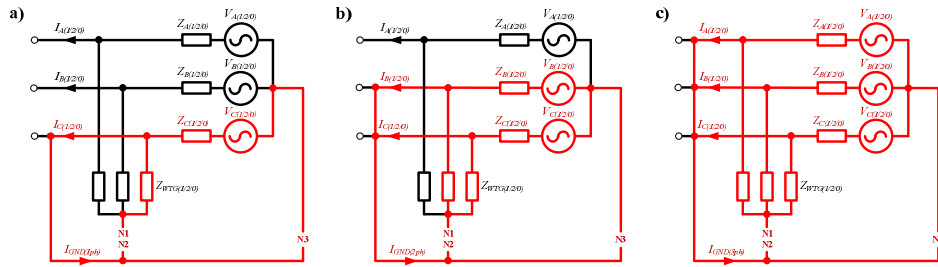 a)
I_A(1/2/0)
Z_A(1/2/0)
V_A(1/2/0)
I_B(1/2/0)
Z_B(1/2/0)
V_B(1/2/0)
I_C(1/2/0)
Z_C(1/2/0)
V_C(1/2/0)
Z_WTG(1/2/0)
N1
N2
N3
I_GND(1ph)
b)
I_A(1/2/0)
Z_A(1/2/0)
V_A(1/2/0)
I_B(1/2/0)
Z_B(1/2/0)
V_B(1/2/0)
I_C(1/2/0)
Z_C(1/2/0)
V_C(1/2/0)
Z_WTG(1/2/0)
N1
N2
N3
I_GND(2ph)
c)
I_A(1/2/0)
Z_A(1/2/0)
V_A(1/2/0)
I_B(1/2/0)
Z_B(1/2/0)
V_B(1/2/0)
I_C(1/2/0)
Z_C(1/2/0)
V_C(1/2/0)
Z_WTG(1/2/0)
N1
N2
I_GND(3ph)